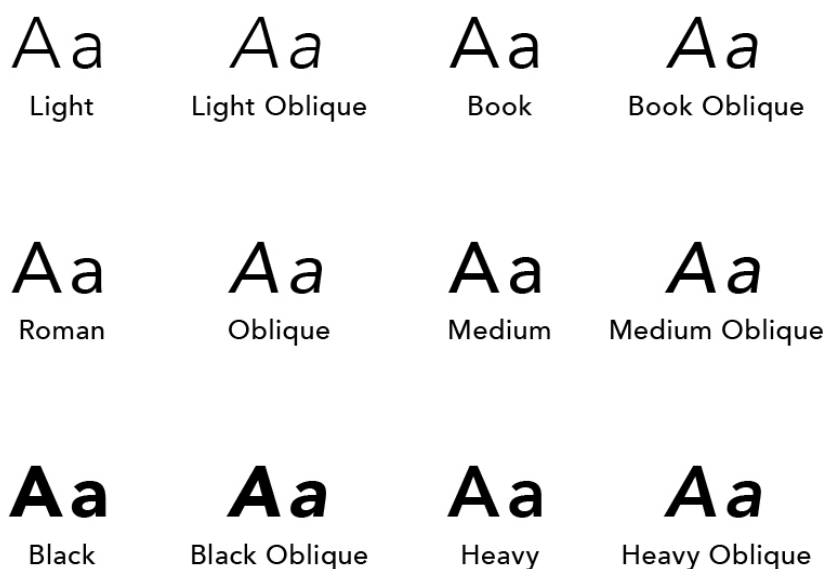 Aa Aa Aa Aa
Light Light Oblique Book Book Oblique
Aa Aa Aa Aa
Roman Oblique Medium Medium Oblique
Aa Aa Aa Aa
Black Black Oblique Heavy Heavy Oblique